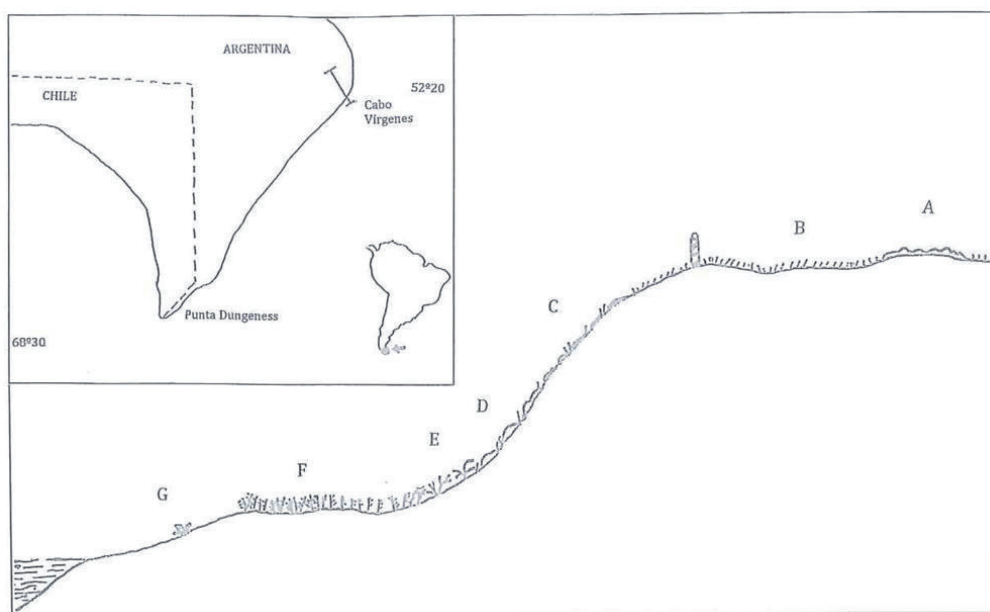 ARGENTINA
52º20
CHILE
Cabo
Vírgenes
Punta Dungeness
68º30
A
B
C
D
E
F
G